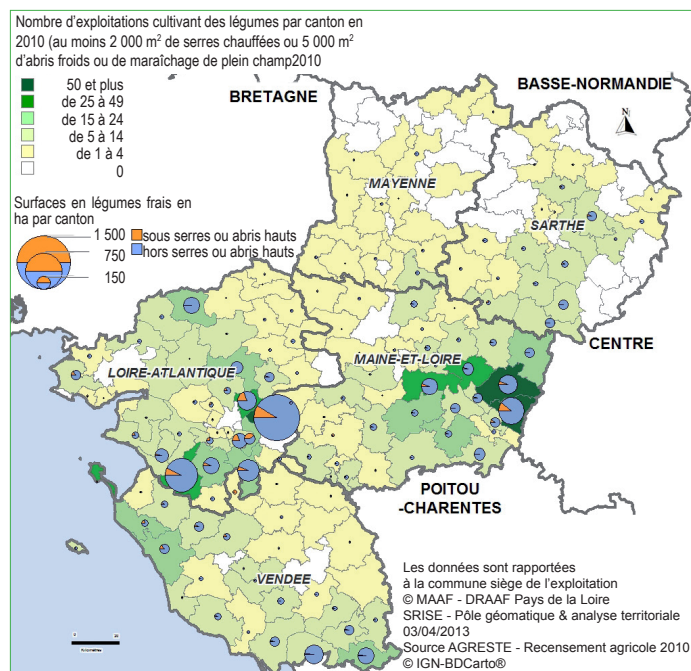 Nombre d'exploitations cultivant des légumes par canton en
2010 (au moins 2 000 m² de serres chauffées ou 5 000 m²
d'abris froids ou de maraîchage de plein champ2010
50 et plus
de 25 à 49
de 15 à 24
de 5 à 14
de 1 à 4
0
Surfaces en légumes frais en
ha par canton
1 500
750
150
sous serres ou abris hauts
hors serres ou abris hauts
BRETAGNE
BASSE-NORMANDIE
N
MAYENNE
SARTHE
LOIRE-ATLANTIQUE
MAINE-ET-LOIRE
CENTRE
POITOU
-CHARENTES
VENDEE
Les données sont rapportées
à la commune siège de l'exploitation
© MAAF - DRAAF Pays de la Loire
SRISE - Pôle géomatique & analyse territoriale
03/04/2013
Source AGRESTE - Recensement agricole 2010
© IGN-BDCarto®